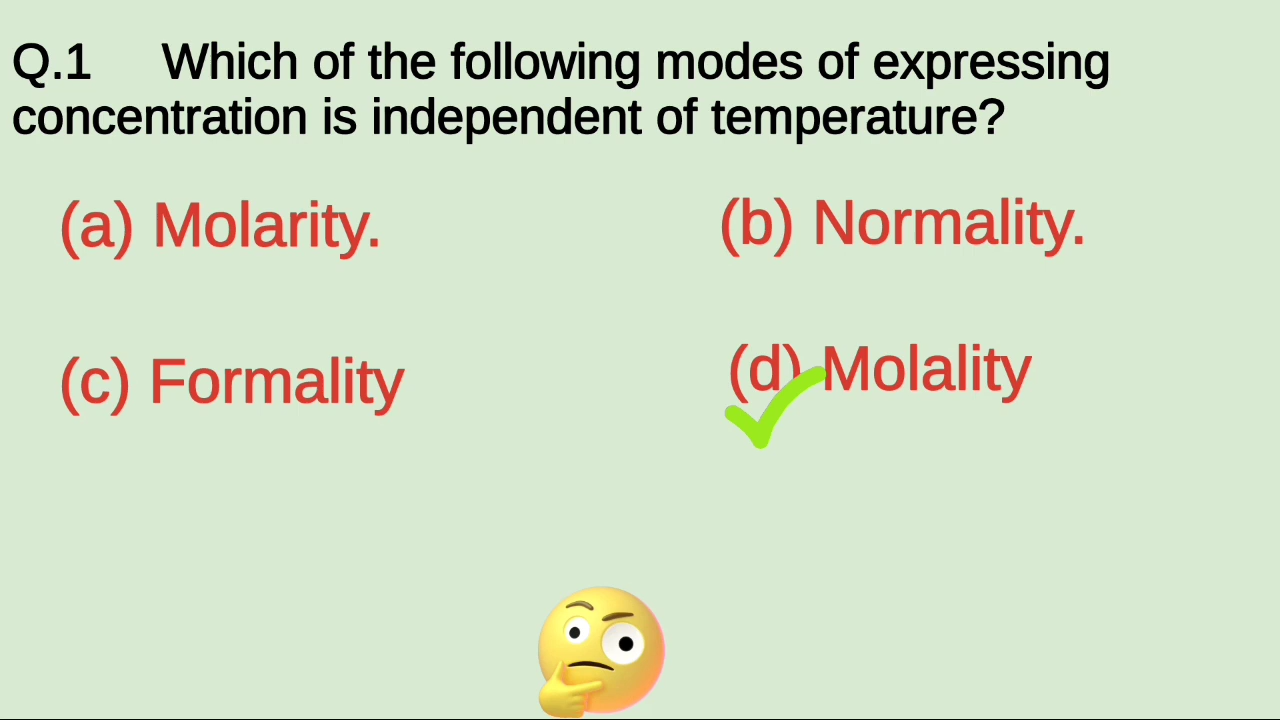 Q.1 Which of the following modes of expressing
concentration is independent of temperature?
(a) Molarity.
(b) Normality.
(c) Formality
(d) Molality